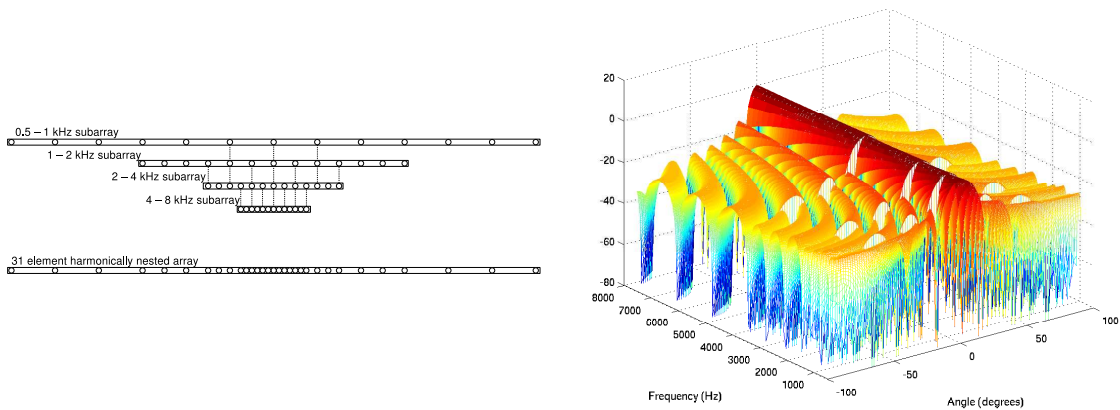 0.5 – 1 kHz subarray
1 – 2 kHz subarray
2 – 4 kHz subarray
4 – 8 kHz subarray
31 element harmonically nested array
20
0
-20
-40
-60
-80
8000
7000
6000
5000
4000
3000
2000
1000
Frequency (Hz)
-100
-50
0
50
100
Angle (degrees)